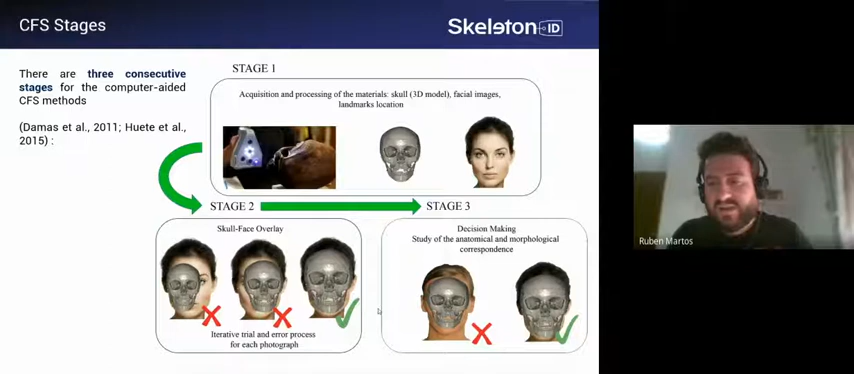 CFS Stages
Skeleton ID
There are three consecutive
stages for the computer-aided
CFS methods
(Damas et al., 2011; Huete et al.,
2015) :
STAGE 1
Acquisition and processing of the materials: skull (3D model), facial images,
landmarks location
STAGE 2
STAGE 3
Skull-Face Overlay
Iterative trial and error process
for each photograph
Decision Making
Study of the anatomical and morphological
correspondence
Ruben Martos